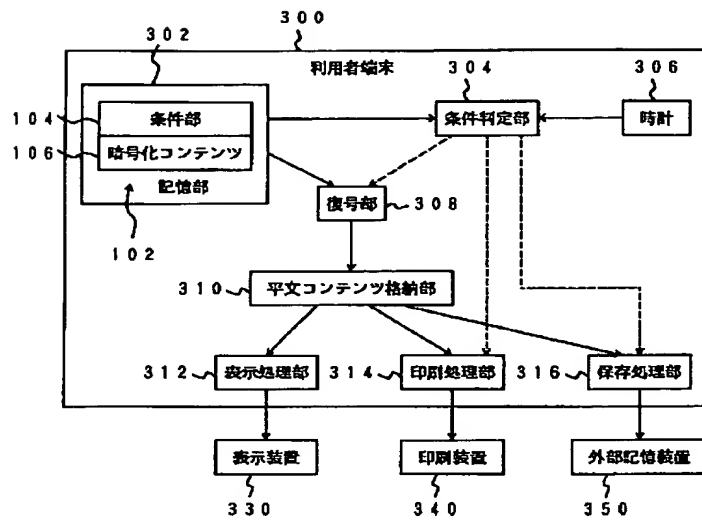 300
302
利用者端末
304
306
104
条件部
条件判定部
時計
106
暗号化コンテンツ
記憶部
復号部
308
102
310
平文コンテンツ格納部
312
表示処理部
314
印刷処理部
316
保存処理部
表示装置
印刷装置
外部記憶装置
330
340
350